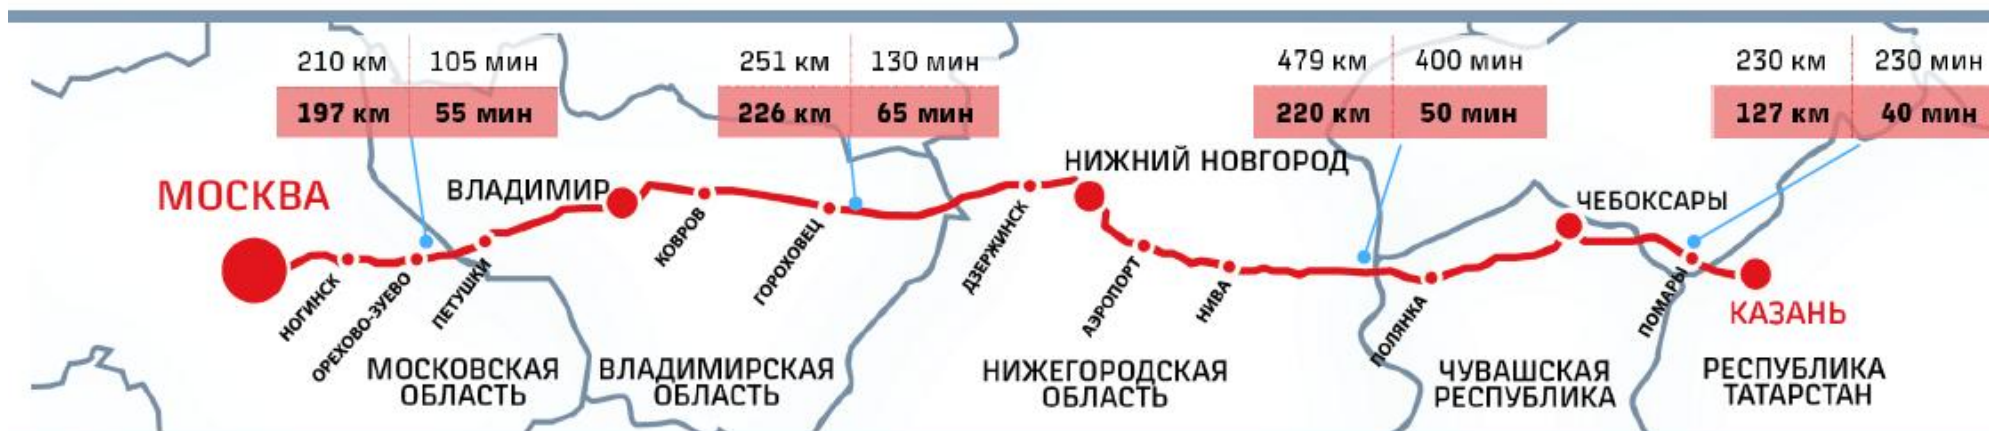 210 км 105 мин
197 км 55 мин
251 км 130 мин
226 км 65 мин
479 км 400 мин
220 км 50 мин
230 км 230 мин
127 км 40 мин
МОСКВА
НОГИНСК
ОРЕХОВО-ЗУЕВО
ПЕТУШКИ
ВЛАДИМИР
КОВРОВ
ГОРОХОВЕЦ
ДЗЕРЖИНСК
НИЖНИЙ НОВГОРОД
АЭРОПОРТ
НИВА
ПОЛЯНКА
ЧЕБОКСАРЫ
ПОМАРЫ
КАЗАНЬ
МОСКОВСКАЯ
ОБЛАСТЬ
ВЛАДИМИРСКАЯ
ОБЛАСТЬ
НИЖЕГОРОДСКАЯ
ОБЛАСТЬ
ЧУВАШСКАЯ
РЕСПУБЛИКА
РЕСПУБЛИКА
ТАТАРСТАН